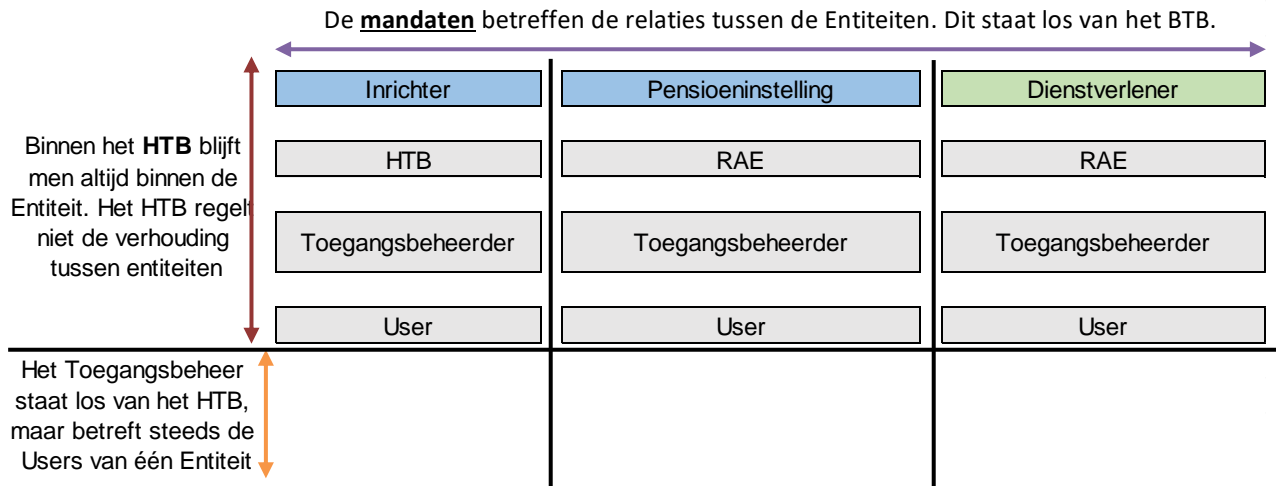 De mandaten betreffen de relaties tussen de Entiteiten. Dit staat los van het BTB.
Inrichter
Pensioeninstelling
Dienstverlener
Binnen het HTB blijft
men altijd binnen de
Entiteit. Het HTB regelt
niet de verhouding
tussen entiteiten
HTB
RAE
RAE
Toegangsbeheerder
Toegangsbeheerder
Toegangsbeheerder
User
User
User
Het Toegangsbeheer
staat los van het HTB,
maar betreft steeds de
Users van één Entiteit